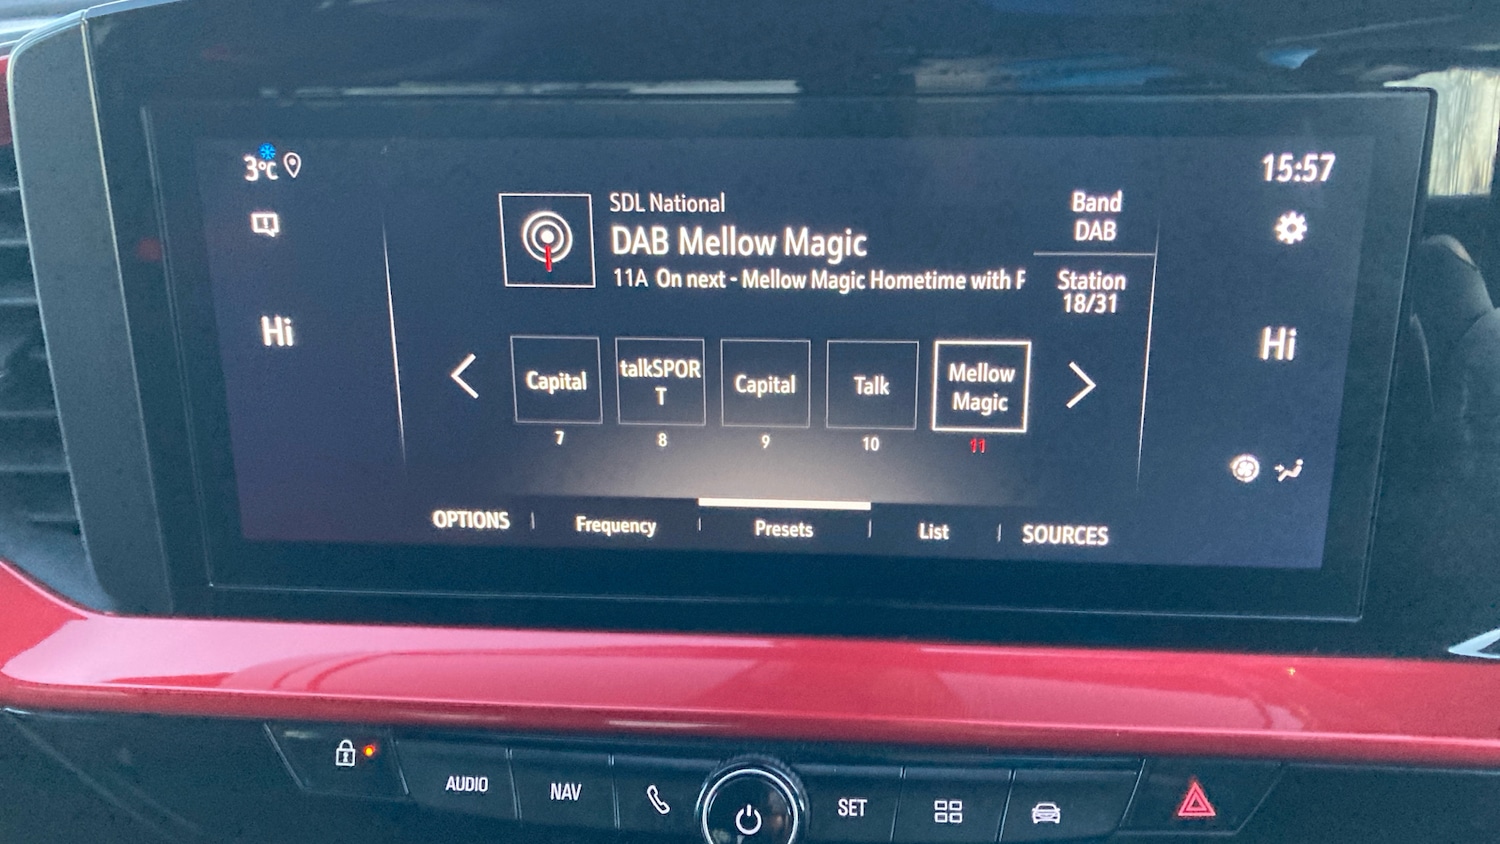 3°C
15:57
SDL National
DAB Mellow Magic
11A On next - Mellow Magic Hometime with F
Band
DAB
Station
18/31
Hi
Hi
Capital
talkSPOR
T
Capital
Talk
Mellow
Magic
7
8
9
10
11
OPTIONS
Frequency
Presets
List
SOURCES
AUDIO
NAV
SET